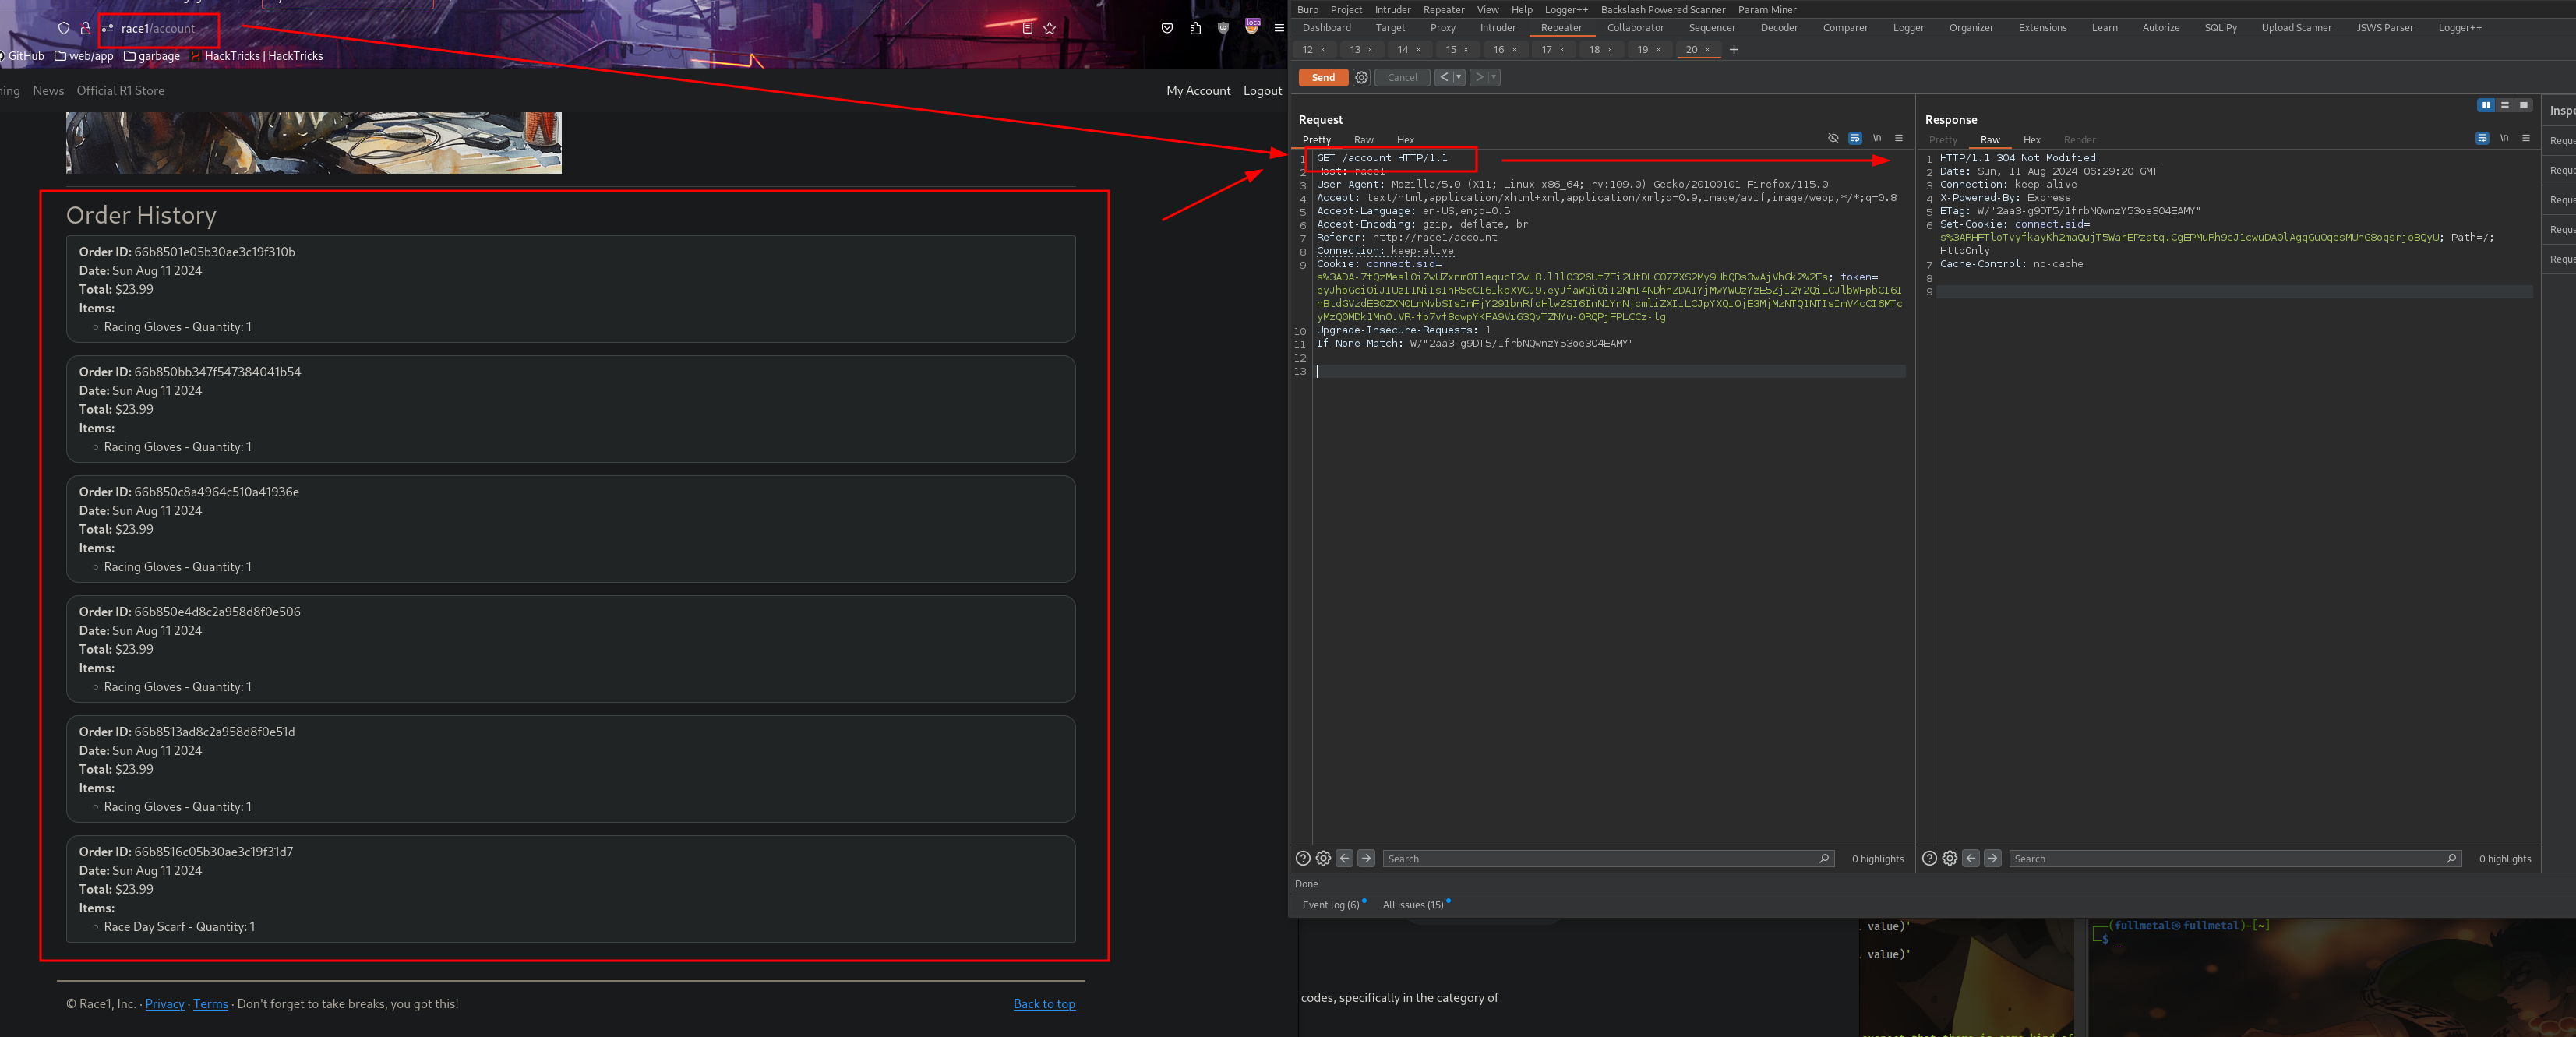 race1/account
GitHub web/app garbage HackTricks | HackTricks
ning News Official R1 Store My Account Logout
Order History
Order ID: 66b8501e05b30ae3c19f310b
Date: Sun Aug 11 2024
Total: $23.99
Items:
Racing Gloves - Quantity: 1
Order ID: 66b850bb347f547384041b54
Date: Sun Aug 11 2024
Total: $23.99
Items:
Racing Gloves - Quantity: 1
Order ID: 66b850c8a4964c510a41936e
Date: Sun Aug 11 2024
Total: $23.99
Items:
Racing Gloves - Quantity: 1
Order ID: 66b850e4d8c2a958d8f0e506
Date: Sun Aug 11 2024
Total: $23.99
Items:
Racing Gloves - Quantity: 1
Order ID: 66b8513ad8c2a958d8f0e51d
Date: Sun Aug 11 2024
Total: $23.99
Items:
Racing Gloves - Quantity: 1
Order ID: 66b8516c05b30ae3c19f31d7
Date: Sun Aug 11 2024
Total: $23.99
Items:
Race Day Scarf - Quantity: 1
© Race1, Inc. · Privacy · Terms · Don't forget to take breaks, you got this! Back to top
Burp Project Intruder Repeater View Help Logger++ Backslash Powered Scanner Param Miner
Dashboard Target Proxy Intruder Repeater Collaborator Sequencer Decoder Comparer Logger Organizer Extensions Learn Autorize SQLiPy Upload Scanner JSWS Parser Logger++
12 × 13 × 14 × 15 × 16 × 17 × 18 × 19 × 20 × +
Send Cancel < >
Request
Pretty Raw Hex \n
1 GET /account HTTP/1.1
2 Host: race1
3 User-Agent: Mozilla/5.0 (X11; Linux x86_64; rv:109.0) Gecko/20100101 Firefox/115.0
4 Accept: text/html,application/xhtml+xml,application/xml;q=0.9,image/avif,image/webp,*/*;q=0.8
5 Accept-Language: en-US,en;q=0.5
6 Accept-Encoding: gzip, deflate, br
7 Referer: http://race1/account
8 Connection: keep-alive
9 Cookie: connect.sid=
s%3ADA-7tQzMeslOiZwUZxnmOT1equcI2wL8.l1lO326Ut7Ei2UtDLCO7ZXS2My9HbQDs3wAjVhGk2%2Fs; token=
eyJhbGciOiJIUzI1NiIsInR5cCI6IkpXVCJ9.eyJfaWQiOiI2NmI4NDhhZDA1YjMwYWUzYzE5ZjI2Y2QiLCJlbWFpbCI6I
nBtdGVzdEB0ZXN0LmNvbSIsImFjY291bnRfdHlwZSI6InN1YnNjcmliZXIiLCJpYXQiOjE3MjMzNTQ1NTIsImV4cCI6MTc
yMzQ0MDk1Mn0.VR-fp7vf8owpYKFA9Vi63QvTZNYu-0RQPjFPLCCz-lg
10 Upgrade-Insecure-Requests: 1
11 If-None-Match: W/"2aa3-g9DT5/1frbNQwnzY53oe3O4EAMY"
12
13
Search 0 highlights
Response
Pretty Raw Hex Render \n
1 HTTP/1.1 304 Not Modified
2 Date: Sun, 11 Aug 2024 06:29:20 GMT
3 Connection: keep-alive
4 X-Powered-By: Express
5 ETag: W/"2aa3-g9DT5/1frbNQwnzY53oe3O4EAMY"
6 Set-Cookie: connect.sid=
s%3ARHFTloTvyfkayKh2maQujT5WarEPzatq.CgEPMuRh9cJ1cwuDAOlAgqGuOqesMUnG8oqsrjoBQyU; Path=/;
HttpOnly
7 Cache-Control: no-cache
8
9
Search 0 highlights
Inspe
Reque
Reque
Reque
Reque
Reque
Done
Event log (6) All issues (15)
codes, specifically in the category of
value)'
value)'
(fullmetal㉿fullmetal)-[~]
$